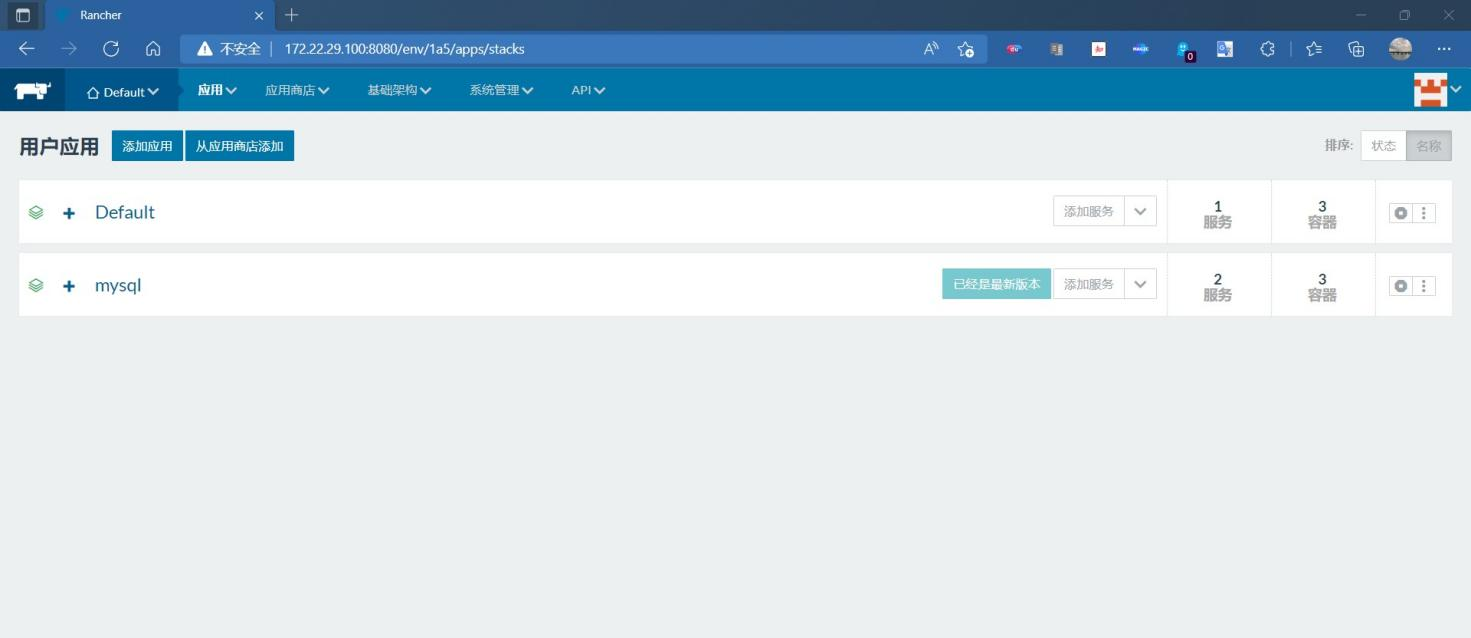 Rancher
不安全 172.22.29.100:8080/env/1a5/apps/stacks
0
Default 应用 应用商店 基础架构 系统管理 API
用户应用 添加应用 从应用商店添加 排序: 状态 名称
Default 添加服务 1 服务 3 容器
mysql 已经是最新版本 添加服务 2 服务 3 容器